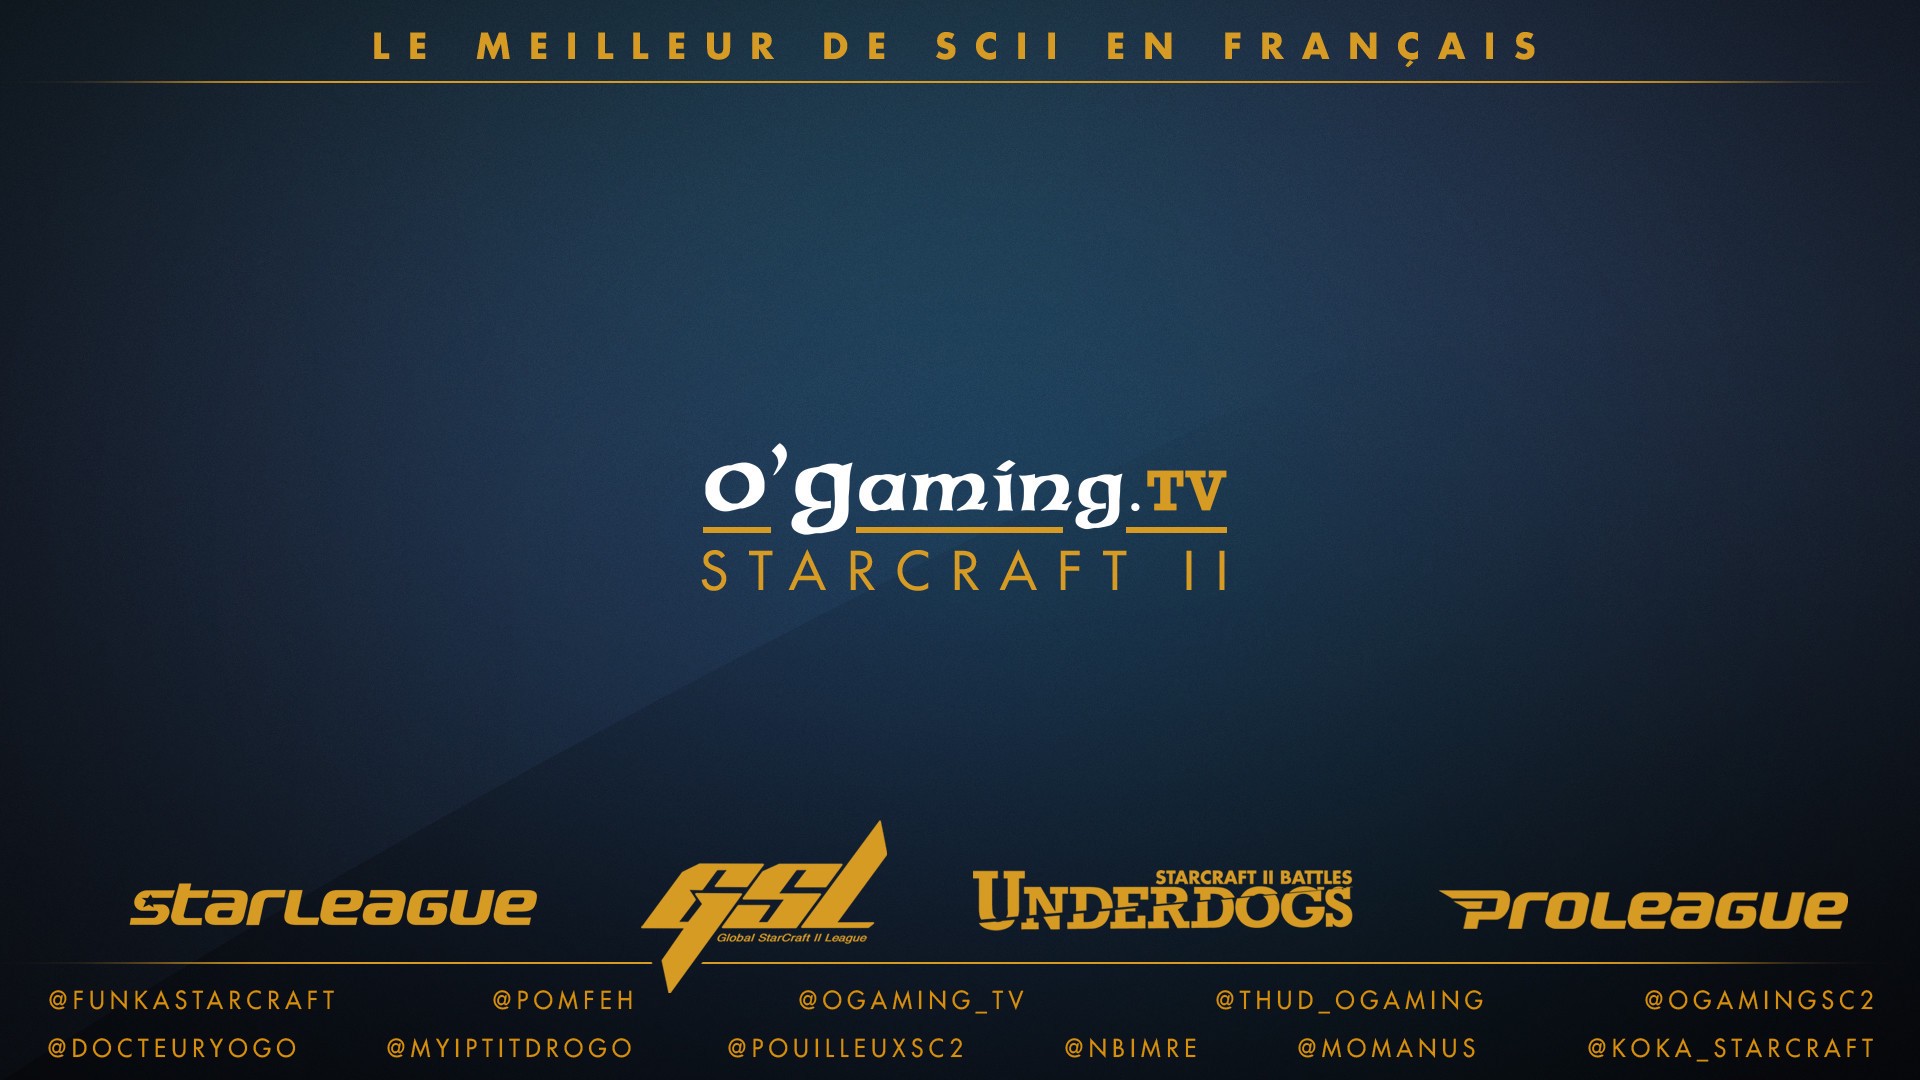 LE MEILLEUR DE SCII EN FRANÇAIS
o'gaming.TV
STARCRAFT II
starleague
GSL
Global StarCraft II League
STARCRAFT II BATTLES
UNDERDOGS
PROLEAGUE
@FUNKASTARCRAFT @POMFEH @OGAMING_TV @THUD_OGAMING @OGAMINGSC2
@DOCTEURYOGO @MYIPTITDROGO @POUILLEUXSC2 @NBIMRE @MOMANUS @KOKA_STARCRAFT